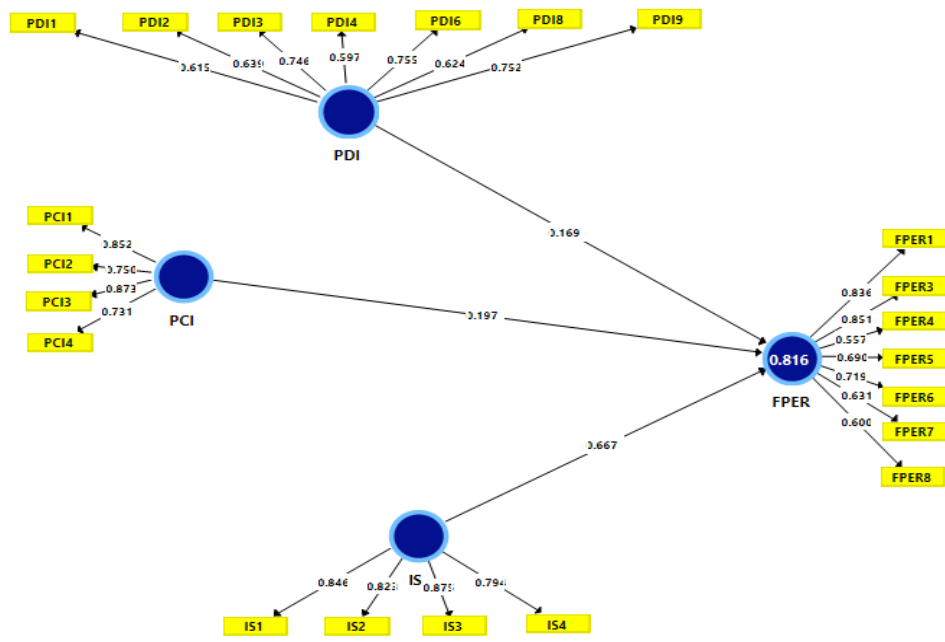 PDI1
PDI2
PDI3
PDI4
PDI6
PDI8
PDI9
0.615
0.639
0.746
0.597
0.755
0.624
0.752
PDI
0.169
PCI1
PCI2
PCI3
PCI4
0.852
0.750
0.873
0.731
PCI
0.197
FPER1
FPER3
FPER4
FPER5
FPER6
FPER7
FPER8
0.836
0.851
0.557
0.690
0.719
0.631
0.600
0.816
FPER
0.667
IS
0.846
0.823
0.875
0.794
IS1
IS2
IS3
IS4